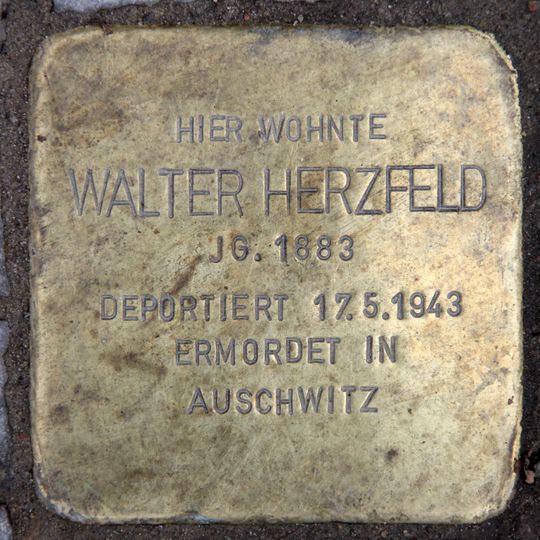 HIER WOHNTE
WALTER HERZFELD
JG. 1883
DEPORTIERT 17.5.1943
ERMORDET IN
AUSCHWITZ